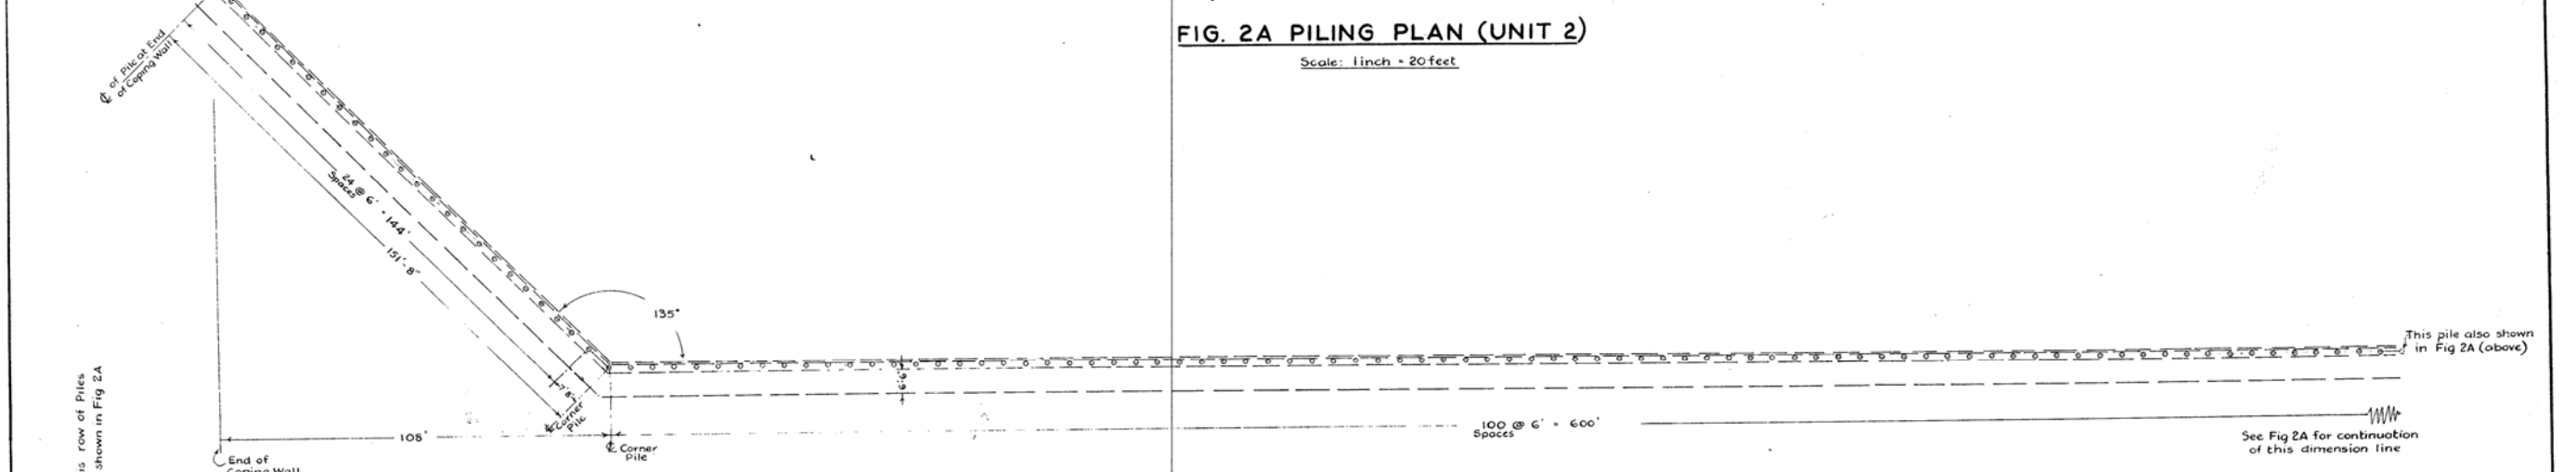 FIG. 2A PILING PLAN (UNIT 2)
Scale: 1 inch = 20 feet
℄ of Pile at End
of Coping Wall
24 @ 6' = 144'
Spaces
151'-8"
135°
6'-6"
7'-8"
℄ Corner
Pile
This pile also shown
in Fig 2A (above)
100 @ 6' = 600'
Spaces
108'
℄ Corner
Pile
End of
Coping Wall
See Fig 2A for continuation
of this dimension line
is row of Piles
shown in Fig 2A